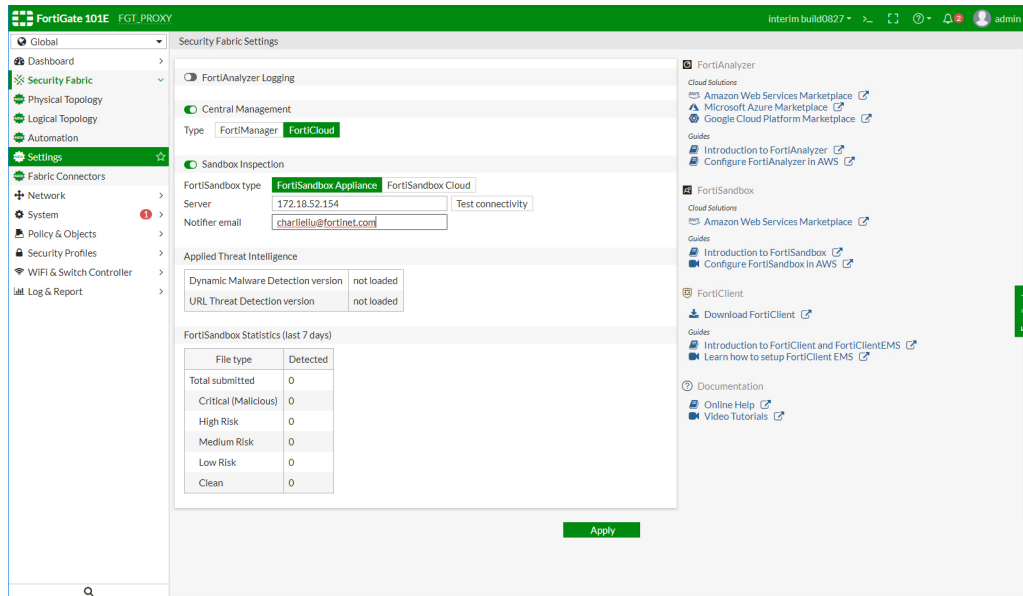 FortiGate 101E FGT_PROXY
interim build0827
>_
2
admin
Global
Dashboard
Security Fabric
Physical Topology
Logical Topology
Automation
Settings
Fabric Connectors
Network
System 1
Policy & Objects
Security Profiles
WiFi & Switch Controller
Log & Report
Security Fabric Settings
FortiAnalyzer Logging
Central Management
Type FortiManager FortiCloud
Sandbox Inspection
FortiSandbox type FortiSandbox Appliance FortiSandbox Cloud
Server 172.18.52.154 Test connectivity
Notifier email charlieliu@fortinet.com
Applied Threat Intelligence
Dynamic Malware Detection version not loaded
URL Threat Detection version not loaded
FortiSandbox Statistics (last 7 days)
File type Detected
Total submitted 0
Critical (Malicious) 0
High Risk 0
Medium Risk 0
Low Risk 0
Clean 0
Apply
FortiAnalyzer
Cloud Solutions
Amazon Web Services Marketplace
Microsoft Azure Marketplace
Google Cloud Platform Marketplace
Guides
Introduction to FortiAnalyzer
Configure FortiAnalyzer in AWS
FortiSandbox
Cloud Solutions
Amazon Web Services Marketplace
Guides
Introduction to FortiSandbox
Configure FortiSandbox in AWS
FortiClient
Download FortiClient
Guides
Introduction to FortiClient and FortiClientEMS
Learn how to setup FortiClient EMS
Documentation
Online Help
Video Tutorials